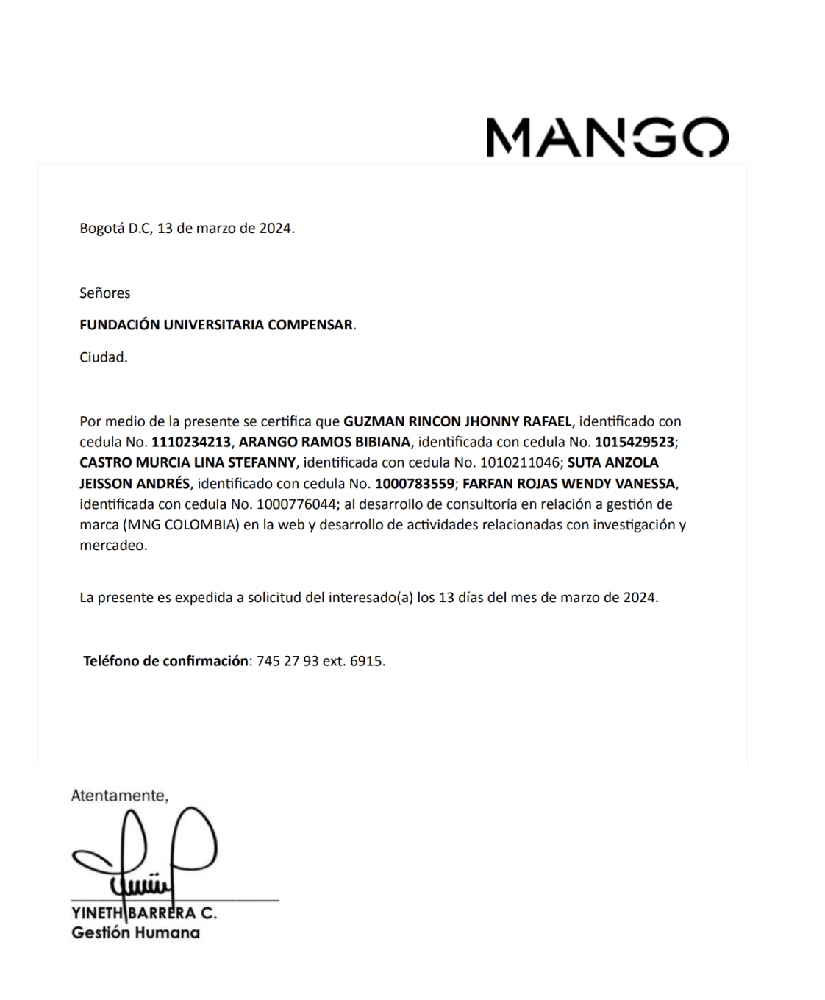 MANGO
Bogotá D.C, 13 de marzo de 2024.
Señores
FUNDACIÓN UNIVERSITARIA COMPENSAR.
Ciudad.
Por medio de la presente se certifica que GUZMAN RINCON JHONNY RAFAEL, identificado con
cedula No. 1110234213, ARANGO RAMOS BIBIANA, identificada con cedula No. 1015429523;
CASTRO MURCIA LINA STEFANNY, identificada con cedula No. 1010211046; SUTA ANZOLA
JEISSON ANDRÉS, identificado con cedula No. 1000783559; FARFAN ROJAS WENDY VANESSA,
identificada con cedula No. 1000776044; al desarrollo de consultoría en relación a gestión de
marca (MNG COLOMBIA) en la web y desarrollo de actividades relacionadas con investigación y
mercadeo.
La presente es expedida a solicitud del interesado(a) los 13 días del mes de marzo de 2024.
Teléfono de confirmación: 745 27 93 ext. 6915.
Atentamente,
YINETH BARRERA C.
Gestión Humana